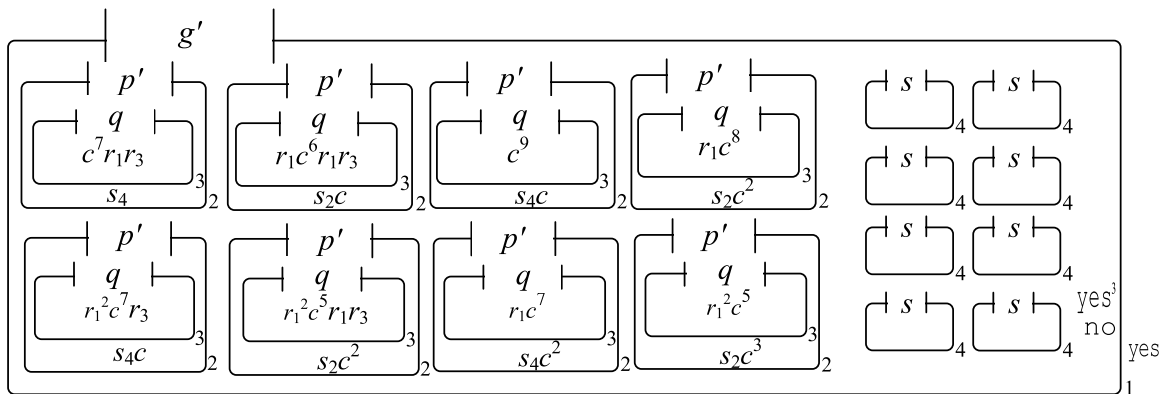 g′
p′ p′ p′ p′ s s
q q q q 4 4
c⁷r₁r₃ r₁c⁶r₁r₃ c⁹ r₁c⁸ s s
3 3 3 3
s₄ s₂c s₄c s₂c² 4 4
2 2 2 2
p′ p′ p′ p′ s s
q q q q 4 4
r₁²c⁷r₃ r₁²c⁵r₁r₃ r₁c⁷ r₁²c⁵ s s yes³
no
3 3 3 3
s₄c s₂c² s₄c² s₂c³ 4 4 yes
2 2 2 2
1